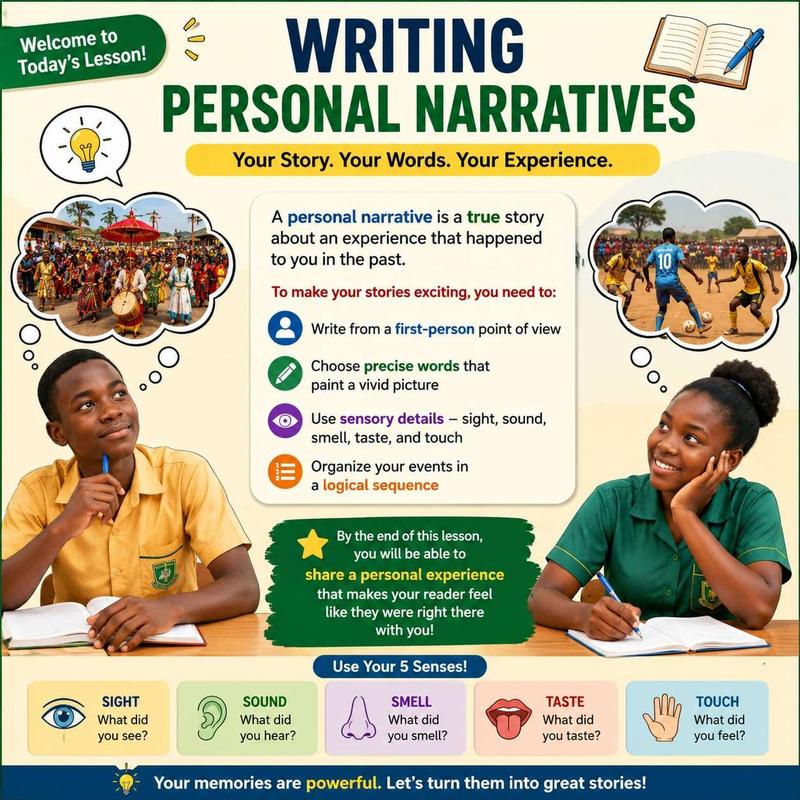 Welcome to
Today's Lesson!
WRITING
PERSONAL NARRATIVES
Your Story. Your Words. Your Experience.
A personal narrative is a true story
about an experience that happened
to you in the past.
To make your stories exciting, you need to:
Write from a first-person point of view
Choose precise words that
paint a vivid picture
Use sensory details – sight, sound,
smell, taste, and touch
1
2
3
Organize your events in
a logical sequence
10
By the end of this lesson,
you will be able to
share a personal experience
that makes your reader feel
like they were right there
with you!
Use Your 5 Senses!
SIGHT
What did
you see?
SOUND
What did
you hear?
SMELL
What did
you smell?
TASTE
What did
you taste?
TOUCH
What did
you feel?
Your memories are powerful. Let's turn them into great stories!